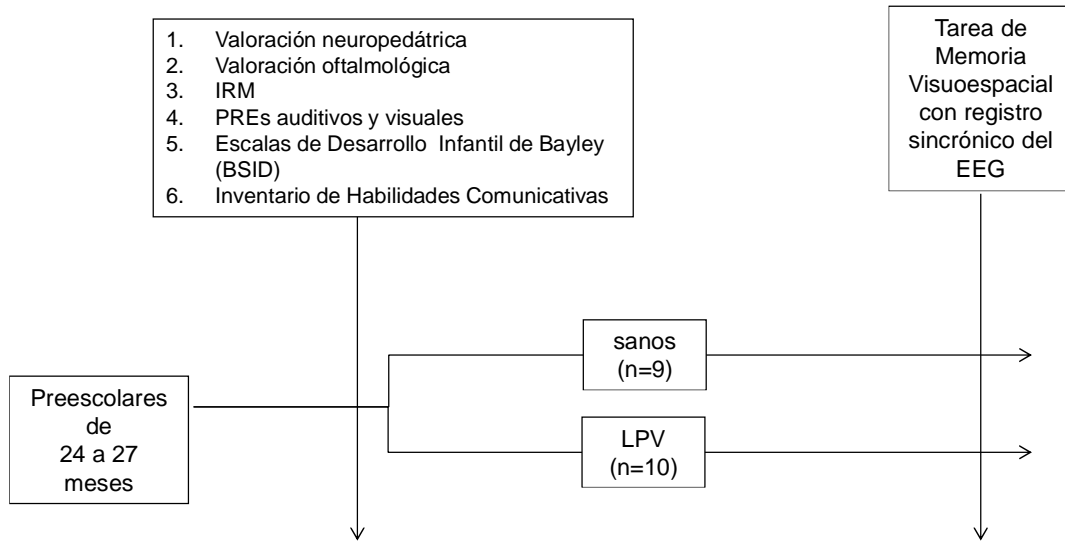 1. Valoración neuropedátrica
2. Valoración oftalmológica
3. IRM
4. PREs auditivos y visuales
5. Escalas de Desarrollo Infantil de Bayley
(BSID)
6. Inventario de Habilidades Comunicativas
Tarea de
Memoria
Visuoespacial
con registro
sincrónico del
EEG
sanos
(n=9)
Preescolares
de
24 a 27
meses
LPV
(n=10)